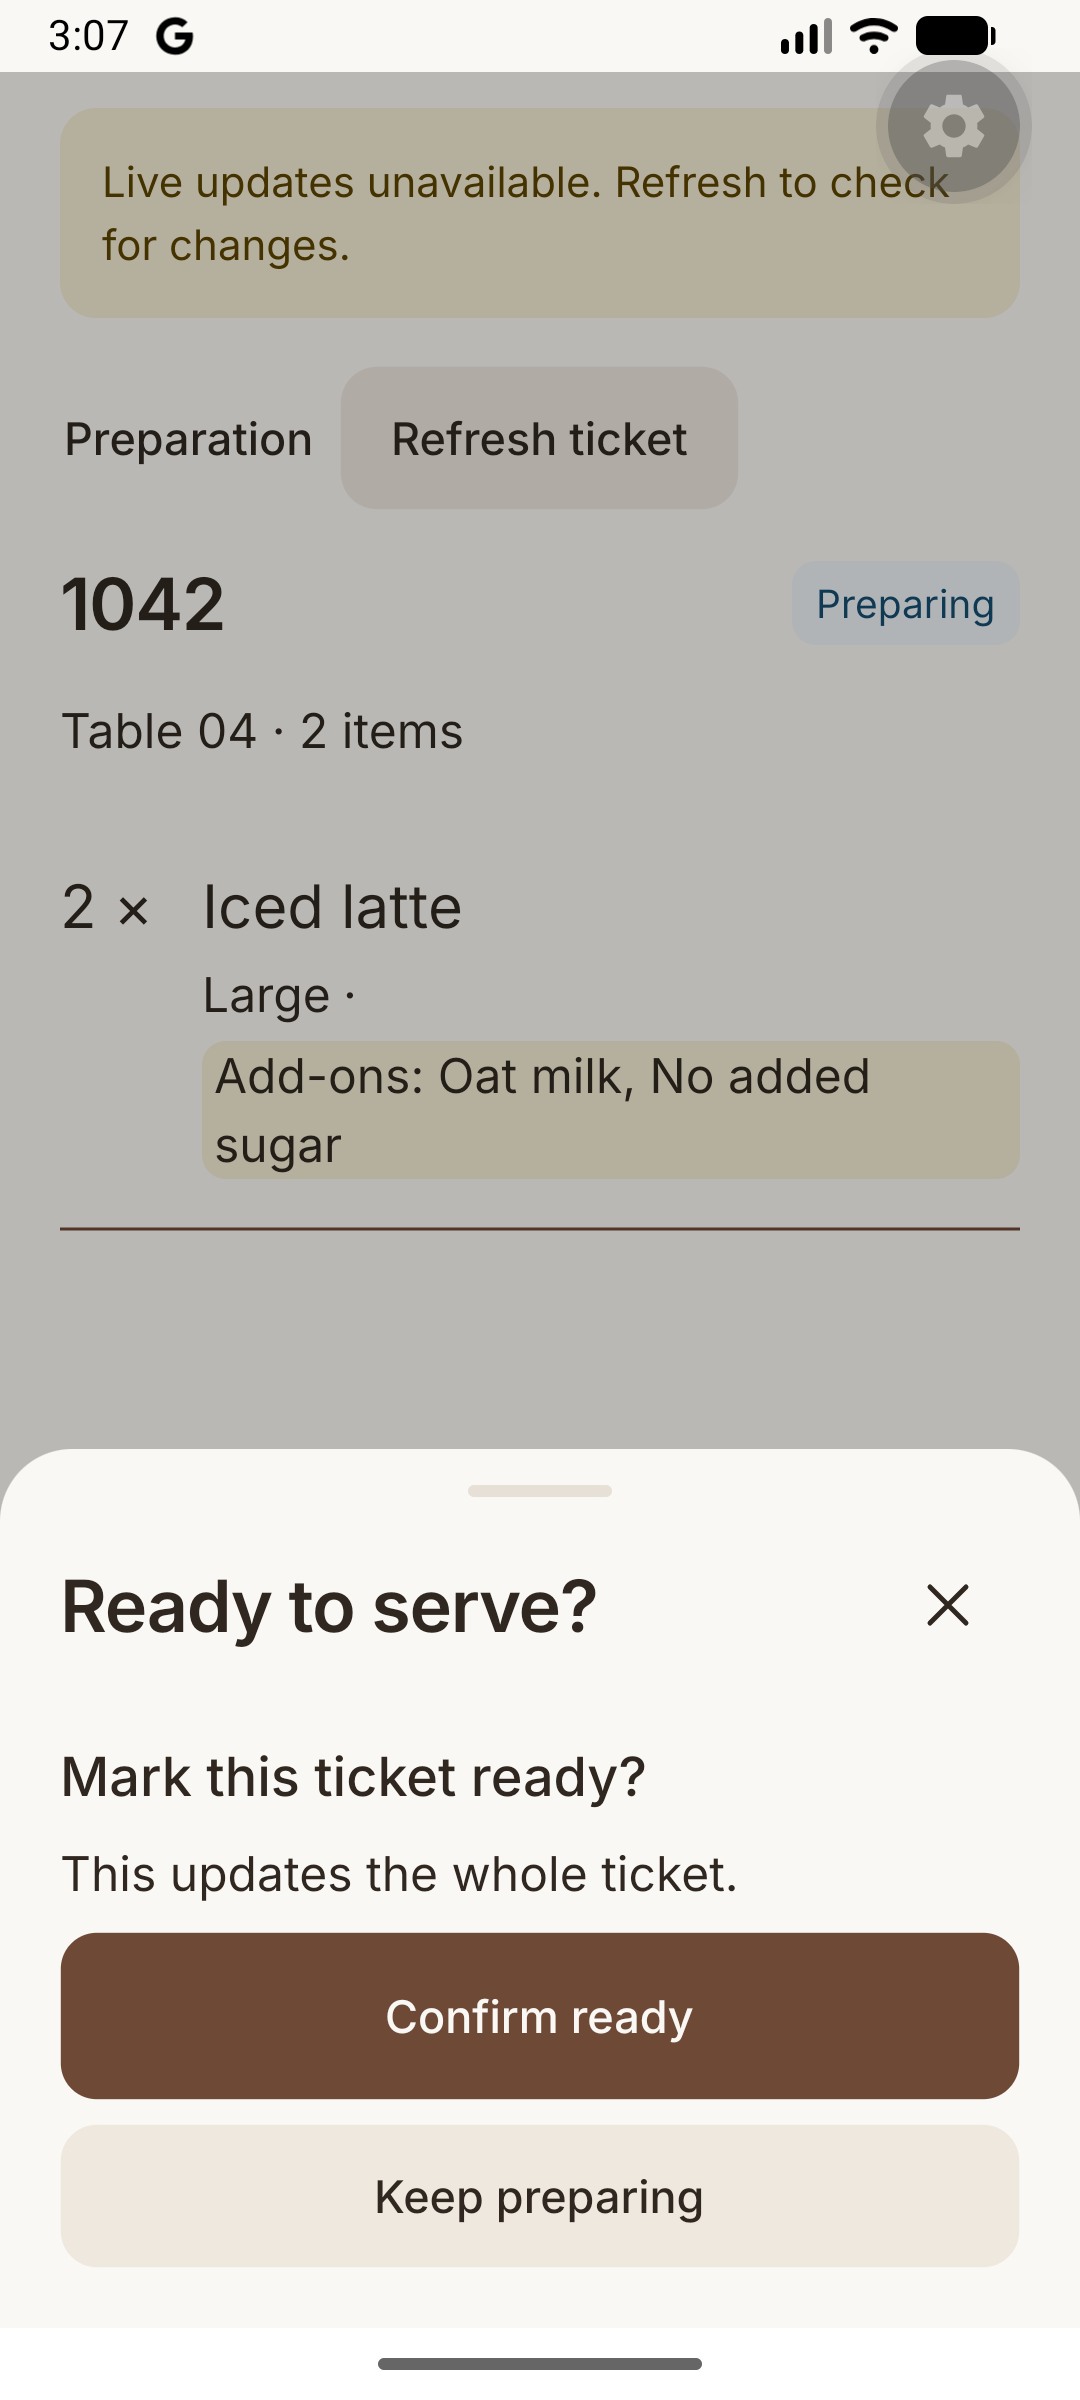 3:07
Live updates unavailable. Refresh to check
for changes.
Preparation
Refresh ticket
1042
Preparing
Table 04 · 2 items
2 × Iced latte
Large ·
Add-ons: Oat milk, No added
sugar
Ready to serve?
Mark this ticket ready?
This updates the whole ticket.
Confirm ready
Keep preparing